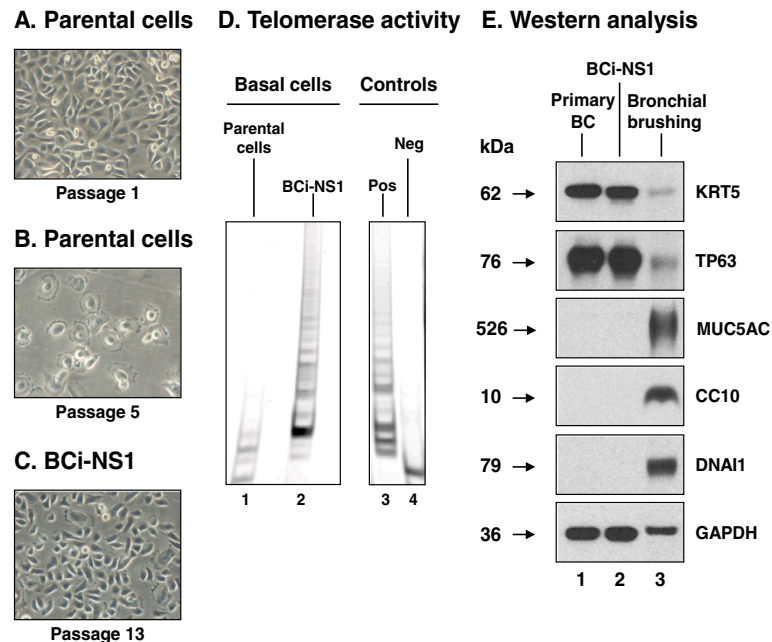 A. Parental cells
Passage 1
B. Parental cells
Passage 5
C. BCi-NS1
Passage 13
D. Telomerase activity
Basal cells
Controls
Parental
cells
BCi-NS1
Pos
Neg
1
2
3
4
E. Western analysis
BCi-NS1
Primary
BC
Bronchial
brushing
kDa
62 → KRT5
76 → TP63
526 → MUC5AC
10 → CC10
79 → DNAI1
36 → GAPDH
1 2 3